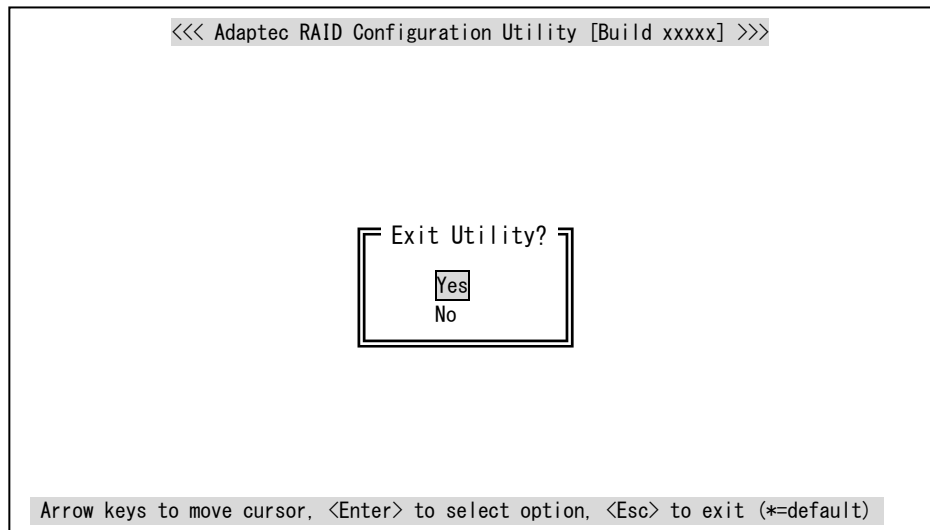 <<< Adaptec RAID Configuration Utility [Build xxxxx] >>>
Exit Utility?
Yes
No
Arrow keys to move cursor, <Enter> to select option, <Esc> to exit (*=default)